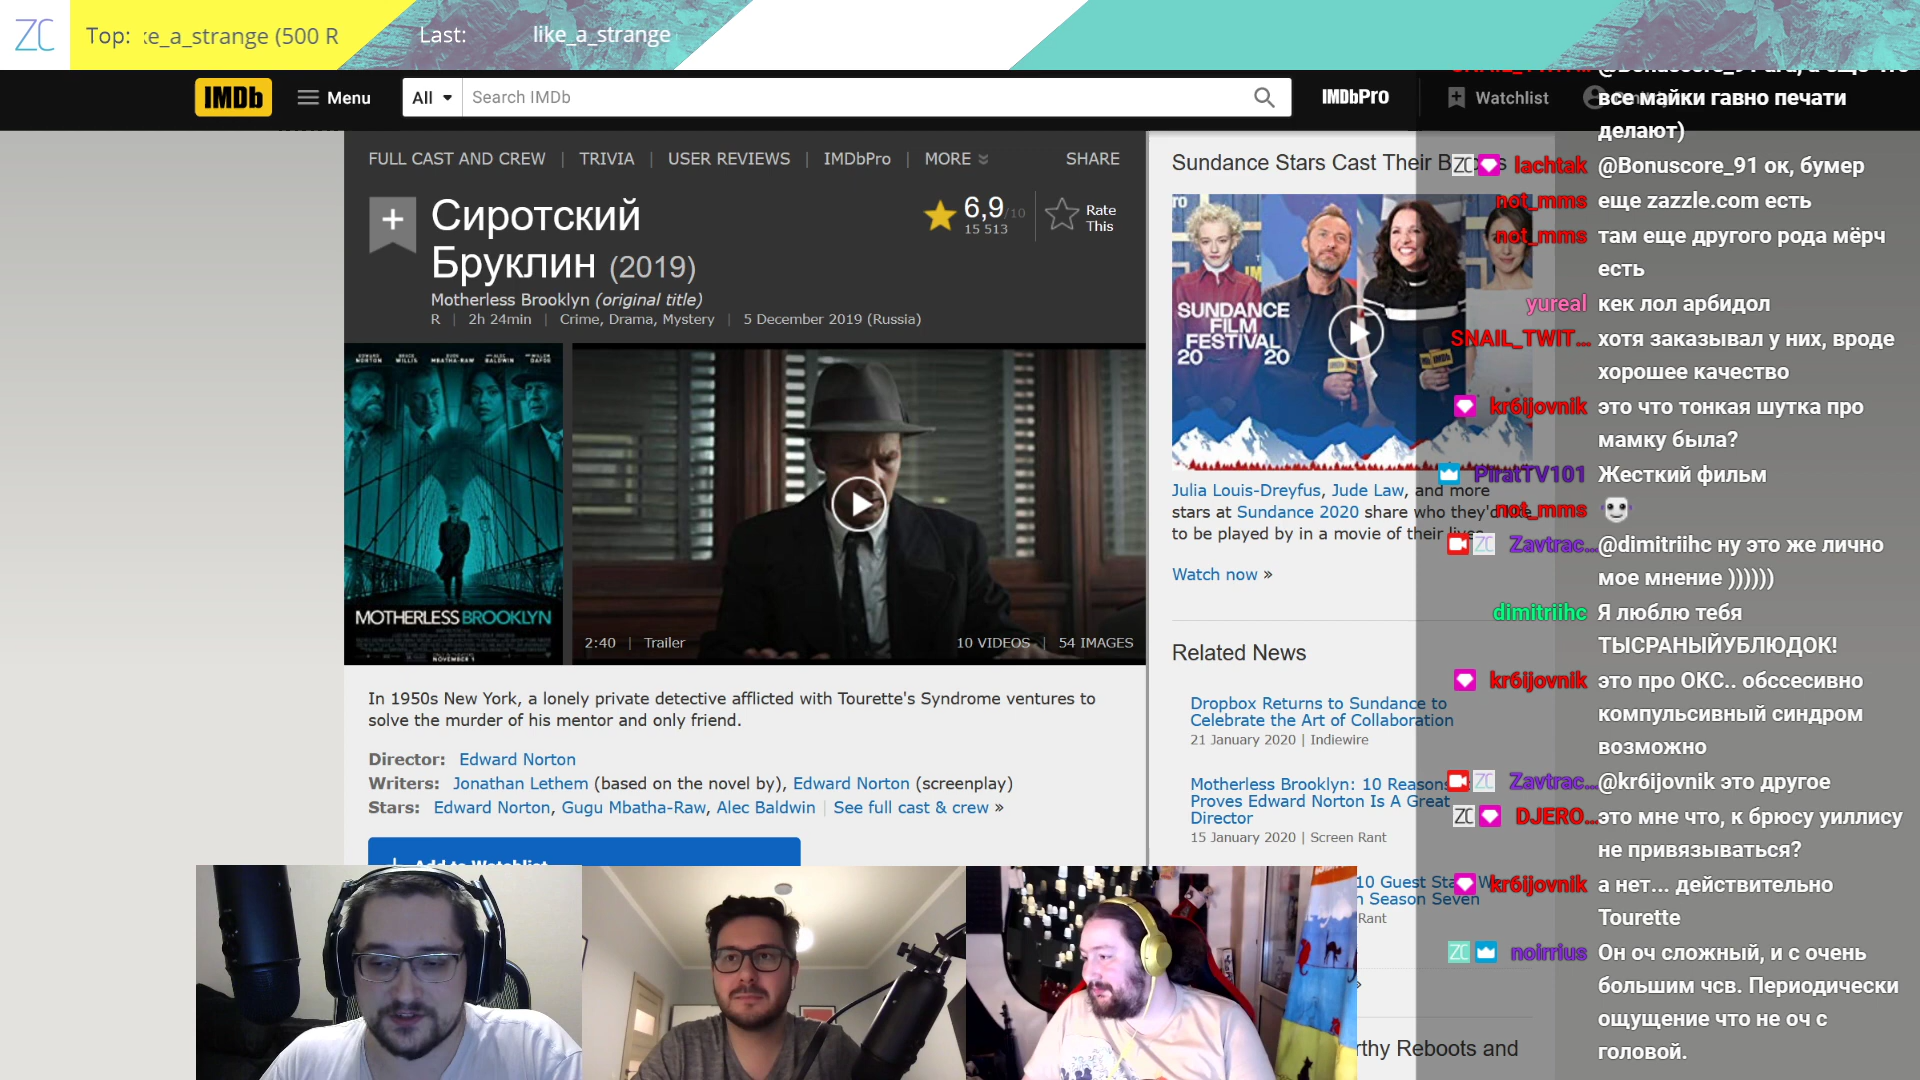 ZC
Top: ke_a_strange (500 R
Last: like_a_strange
IMDb
Menu
All
Search IMDb
IMDbPro
Watchlist
FULL CAST AND CREW | TRIVIA | USER REVIEWS | IMDbPro | MORE
SHARE
Сиротский
Бруклин (2019)
Motherless Brooklyn (original title)
R | 2h 24min | Crime, Drama, Mystery | 5 December 2019 (Russia)
6,9/10
15 513
Rate
This
MOTHERLESS BROOKLYN
NOVEMBER 1
2:40 | Trailer
10 VIDEOS | 54 IMAGES
In 1950s New York, a lonely private detective afflicted with Tourette's Syndrome ventures to
solve the murder of his mentor and only friend.
Director: Edward Norton
Writers: Jonathan Lethem (based on the novel by), Edward Norton (screenplay)
Stars: Edward Norton, Gugu Mbatha-Raw, Alec Baldwin | See full cast & crew »
Add to Watchlist
Sundance Stars Cast Their
SUNDANCE
FILM
FESTIVAL
20 20
Julia Louis-Dreyfus, Jude Law, and more
stars at Sundance 2020 share who they'd
to be played by in a movie of their
Watch now »
Related News
Dropbox Returns to Sundance to
Celebrate the Art of Collaboration
21 January 2020 | Indiewire
Motherless Brooklyn: 10 Reasons
Proves Edward Norton Is A Great
Director
15 January 2020 | Screen Rant
10 Guest
Season Seven
Rant
rthy Reboots and
все майки гавно печати
делают)
ZC lachtak @Bonuscore_91 ок, бумер
not_mms еще zazzle.com есть
not_mms там еще другого рода мёрч
есть
yureal кек лол арбидол
SNAIL_TWIT... хотя заказывал у них, вроде
хорошее качество
kr6ijovnik это что тонкая шутка про
мамку была?
PiratTV101 Жесткий фильм
not_mms
ZC Zavtrac... @dimitriihc ну это же лично
мое мнение ))))))
dimitriihc Я люблю тебя
ТЫСРАНЫЙУБЛЮДОК!
kr6ijovnik это про ОКС.. обссесивно
компульсивный синдром
возможно
ZC Zavtrac... @kr6ijovnik это другое
ZC DJERO... это мне что, к брюсу уиллису
не привязываться?
kr6ijovnik а нет... действительно
Tourette
ZC noirrius Он оч сложный, и с очень
большим чсв. Периодически
ощущение что не оч с
головой.